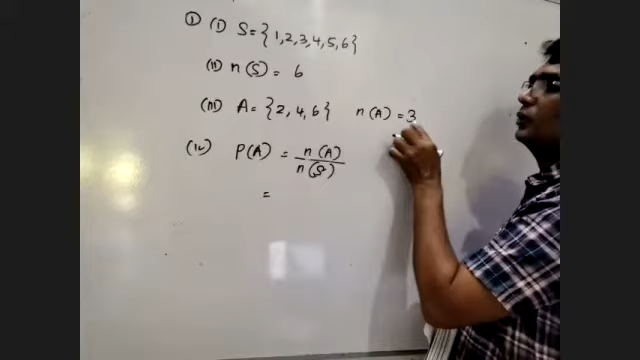 ① (i) S = {1,2,3,4,5,6}
(ii) n(S) = 6
(iii) A = {2,4,6} n(A) = 3
(iv) P(A) = n(A)/n(S)
=